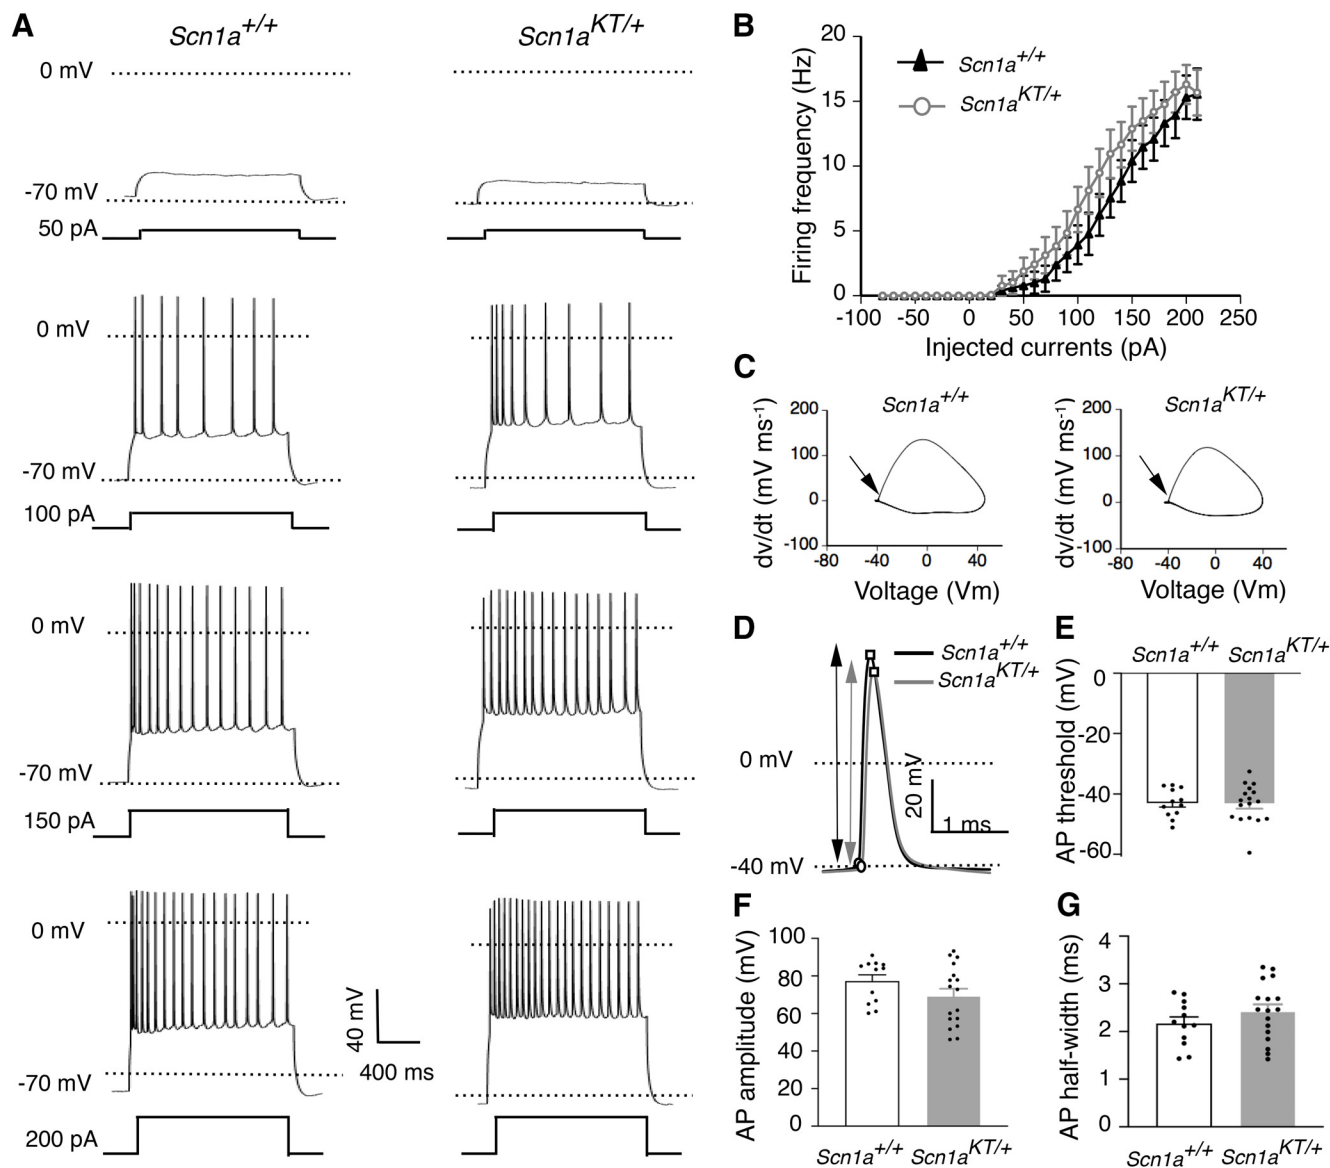 A
Scn1a+/+
Scn1aKT/+
0 mV
-70 mV
50 pA
0 mV
-70 mV
100 pA
0 mV
-70 mV
150 pA
0 mV
-70 mV
200 pA
40 mV
400 ms
B
Firing frequency (Hz)
20
15
10
5
0
Scn1a+/+
Scn1aKT/+
-100
-50
0
50
100
150
200
250
Injected currents (pA)
C
Scn1a+/+
dv/dt (mV ms-1)
200
100
0
-100
-80
-40
0
40
Voltage (Vm)
Scn1aKT/+
dv/dt (mV ms-1)
200
100
0
-100
-80
-40
0
40
Voltage (Vm)
D
Scn1a+/+
Scn1aKT/+
0 mV
20 mV
1 ms
-40 mV
E
Scn1a+/+
Scn1aKT/+
AP threshold (mV)
0
-20
-40
-60
F
AP amplitude (mV)
100
80
60
40
20
0
Scn1a+/+
Scn1aKT/+
G
AP half-width (ms)
4
3
2
1
0
Scn1a+/+
Scn1aKT/+